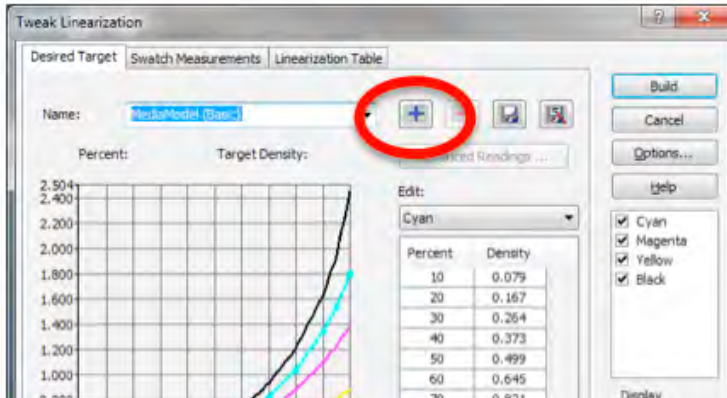 Tweak Linearization
Desired Target Swatch Measurements Linearization Table
Name: MediaModel (Basic)
Percent: Target Density:
Readings ...
Edit:
Cyan
Percent Density
10 0.079
20 0.167
30 0.264
40 0.373
50 0.499
60 0.645
2.504
2.400
2.200
2.000
1.800
1.600
1.400
1.200
1.000
Build
Cancel
Options...
Help
Cyan
Magenta
Yellow
Black
Display